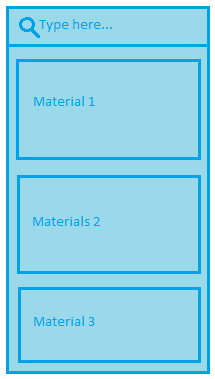 Type here...
Material 1
Materials 2
Material 3